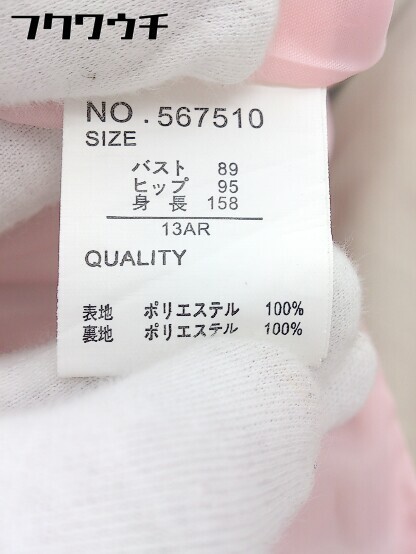 フクワウチ
NO.567510
SIZE
バスト 89
ヒップ 95
身長 158
13AR
QUALITY
表地 ポリエステル 100%
裏地 ポリエステル 100%